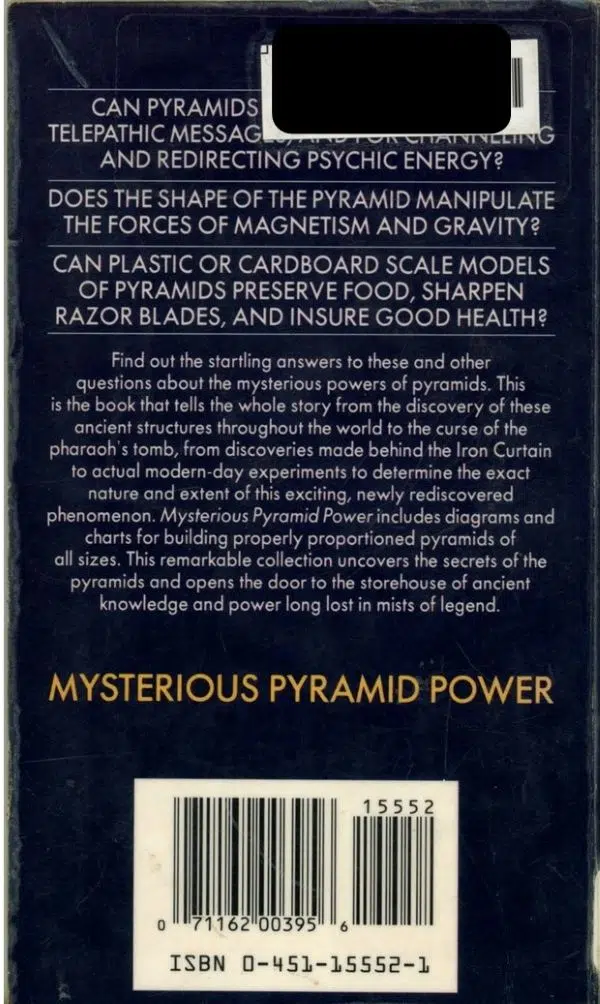 CAN PYRAMIDS
TELEPATHIC MESSAGES, AND FOR CHANNELING
AND REDIRECTING PSYCHIC ENERGY?
DOES THE SHAPE OF THE PYRAMID MANIPULATE
THE FORCES OF MAGNETISM AND GRAVITY?
CAN PLASTIC OR CARDBOARD SCALE MODELS
OF PYRAMIDS PRESERVE FOOD, SHARPEN
RAZOR BLADES, AND INSURE GOOD HEALTH?
Find out the startling answers to these and other
questions about the mysterious powers of pyramids. This
is the book that tells the whole story from the discovery of these
ancient structures throughout the world to the curse of the
pharaoh's tomb, from discoveries made behind the Iron Curtain
to actual modern-day experiments to determine the exact
nature and extent of this exciting, newly rediscovered
phenomenon. Mysterious Pyramid Power includes diagrams and
charts for building properly proportioned pyramids of
all sizes. This remarkable collection uncovers the secrets of the
pyramids and opens the door to the storehouse of ancient
knowledge and power long lost in mists of legend.
MYSTERIOUS PYRAMID POWER
15552
0 71162 00395 6
ISBN 0-451-15552-1